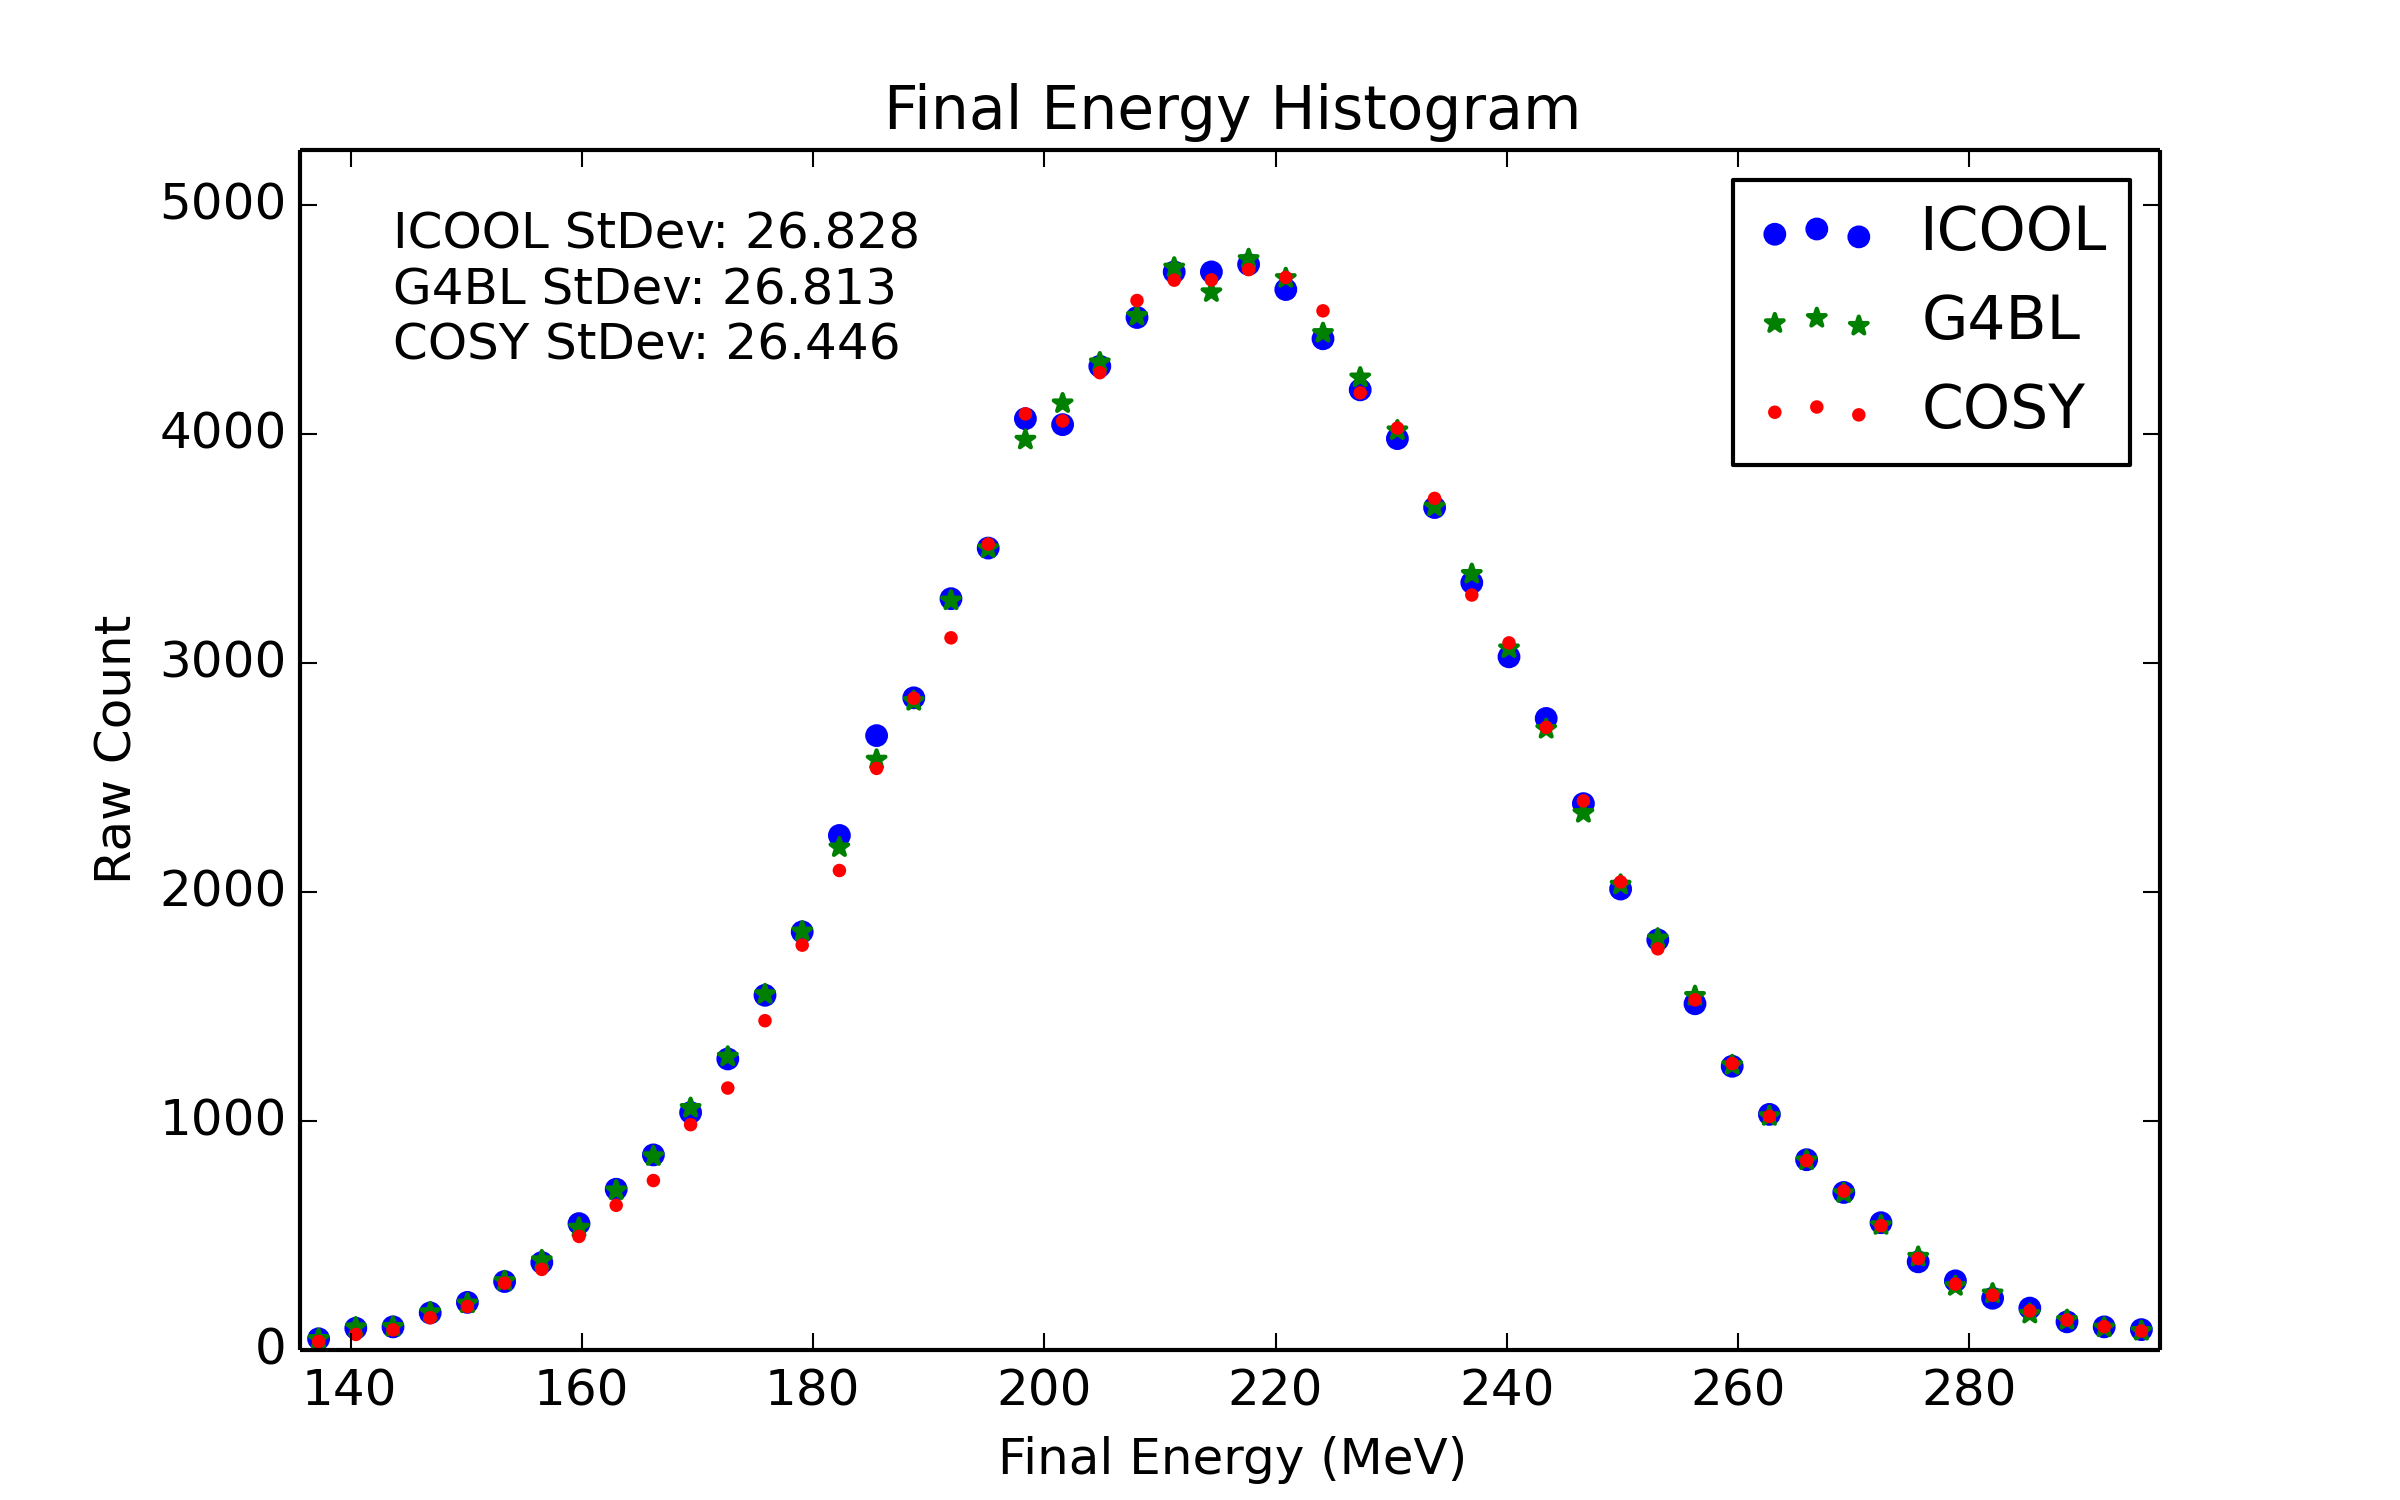 Final Energy Histogram
5000
4000
3000
2000
1000
0
Raw Count
ICOOL StDev: 26.828
G4BL StDev: 26.813
COSY StDev: 26.446
ICOOL
G4BL
COSY
140 160 180 200 220 240 260 280
Final Energy (MeV)